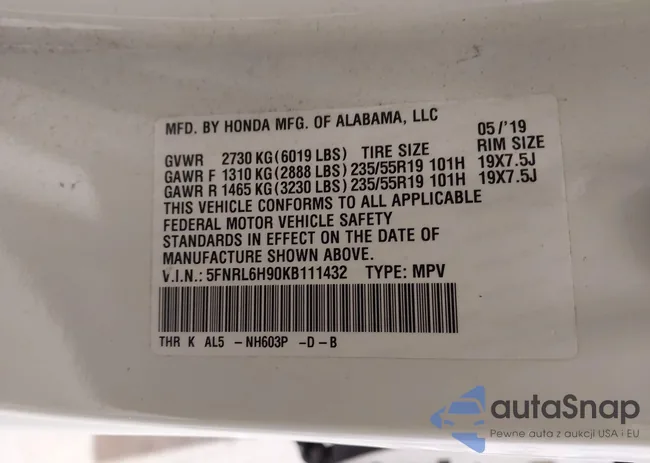 MFD. BY HONDA MFG. OF ALABAMA, LLC 05/'19
GVWR 2730 KG(6019 LBS) TIRE SIZE RIM SIZE
GAWR F 1310 KG(2888 LBS)235/55R19 101H 19X7.5J
GAWR R 1465 KG(3230 LBS)235/55R19 101H 19X7.5J
THIS VEHICLE CONFORMS TO ALL APPLICABLE
FEDERAL MOTOR VEHICLE SAFETY
STANDARDS IN EFFECT ON THE DATE OF
MANUFACTURE SHOWN ABOVE.
V.I.N.: 5FNRL6H90KB111432 TYPE: MPV
THR K AL5 -NH603P -D-B
autaSnap
Pewne auta z aukcji USA i EU